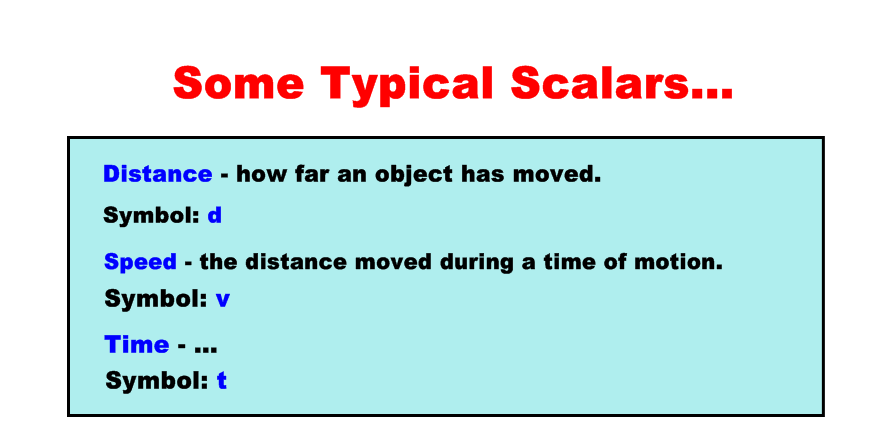 Some Typical Scalars...
Distance - how far an object has moved.
Symbol: d
Speed - the distance moved during a time of motion.
Symbol: v
Time - ...
Symbol: t